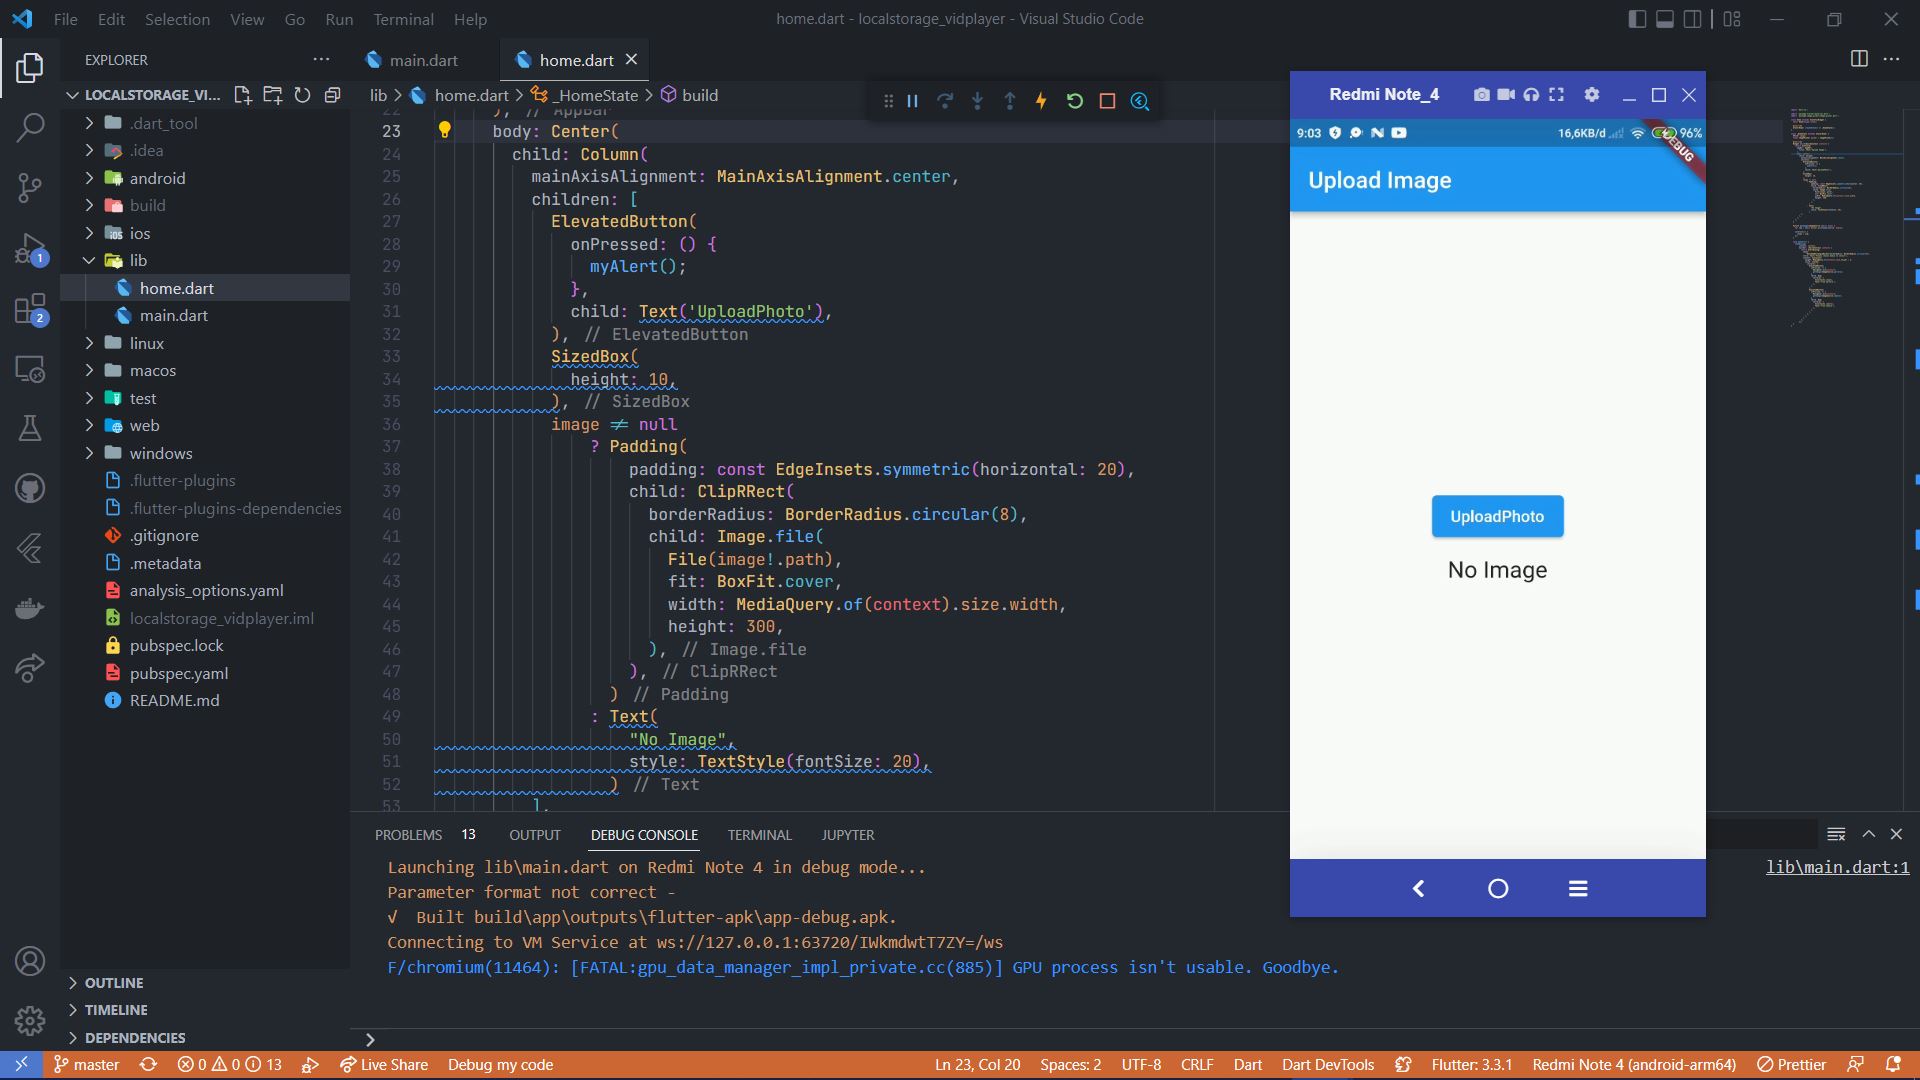 File Edit Selection View Go Run Terminal Help
home.dart - localstorage_vidplayer - Visual Studio Code
EXPLORER
LOCALSTORAGE_VI...
.dart_tool
.idea
android
build
ios
lib
home.dart
main.dart
linux
macos
test
web
windows
.flutter-plugins
.flutter-plugins-dependencies
.gitignore
.metadata
analysis_options.yaml
localstorage_vidplayer.iml
pubspec.lock
pubspec.yaml
README.md
OUTLINE
TIMELINE
DEPENDENCIES
1
2
main.dart
home.dart
lib > home.dart > _HomeState > build
22 ), // AppBar
23 body: Center(
24 child: Column(
25 mainAxisAlignment: MainAxisAlignment.center,
26 children: [
27 ElevatedButton(
28 onPressed: () {
29 myAlert();
30 },
31 child: Text('UploadPhoto'),
32 ), // ElevatedButton
33 SizedBox(
34 height: 10,
35 ), // SizedBox
36 image ≠ null
37 ? Padding(
38 padding: const EdgeInsets.symmetric(horizontal: 20),
39 child: ClipRRect(
40 borderRadius: BorderRadius.circular(8),
41 child: Image.file(
42 File(image!.path),
43 fit: BoxFit.cover,
44 width: MediaQuery.of(context).size.width,
45 height: 300,
46 ), // Image.file
47 ), // ClipRRect
48 ) // Padding
49 : Text(
50 "No Image",
51 style: TextStyle(fontSize: 20),
52 ) // Text
53 ],
Redmi Note_4
9:03
16,6KB/d
96%
DEBUG
Upload Image
UploadPhoto
No Image
PROBLEMS 13 OUTPUT DEBUG CONSOLE TERMINAL JUPYTER
Launching lib\main.dart on Redmi Note 4 in debug mode...
lib\main.dart:1
Parameter format not correct -
√ Built build\app\outputs\flutter-apk\app-debug.apk.
Connecting to VM Service at ws://127.0.0.1:63720/IWkmdwtT7ZY=/ws
F/chromium(11464): [FATAL:gpu_data_manager_impl_private.cc(885)] GPU process isn't usable. Goodbye.
master 0 0 13 Live Share Debug my code
Ln 23, Col 20 Spaces: 2 UTF-8 CRLF Dart Dart DevTools Flutter: 3.3.1 Redmi Note 4 (android-arm64) Prettier